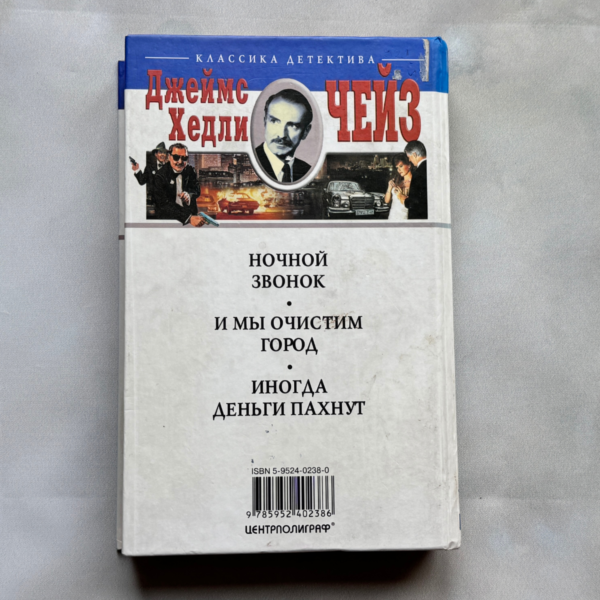 КЛАССИКА ДЕТЕКТИВА
Джеймс
Хедли
ЧЕЙЗ
НОЧНОЙ
ЗВОНОК
•
И МЫ ОЧИСТИМ
ГОРОД
•
ИНОГДА
ДЕНЬГИ ПАХНУТ
ISBN 5-9524-0238-0
9 785952 402386
ЦЕНТРПОЛИГРАФ®